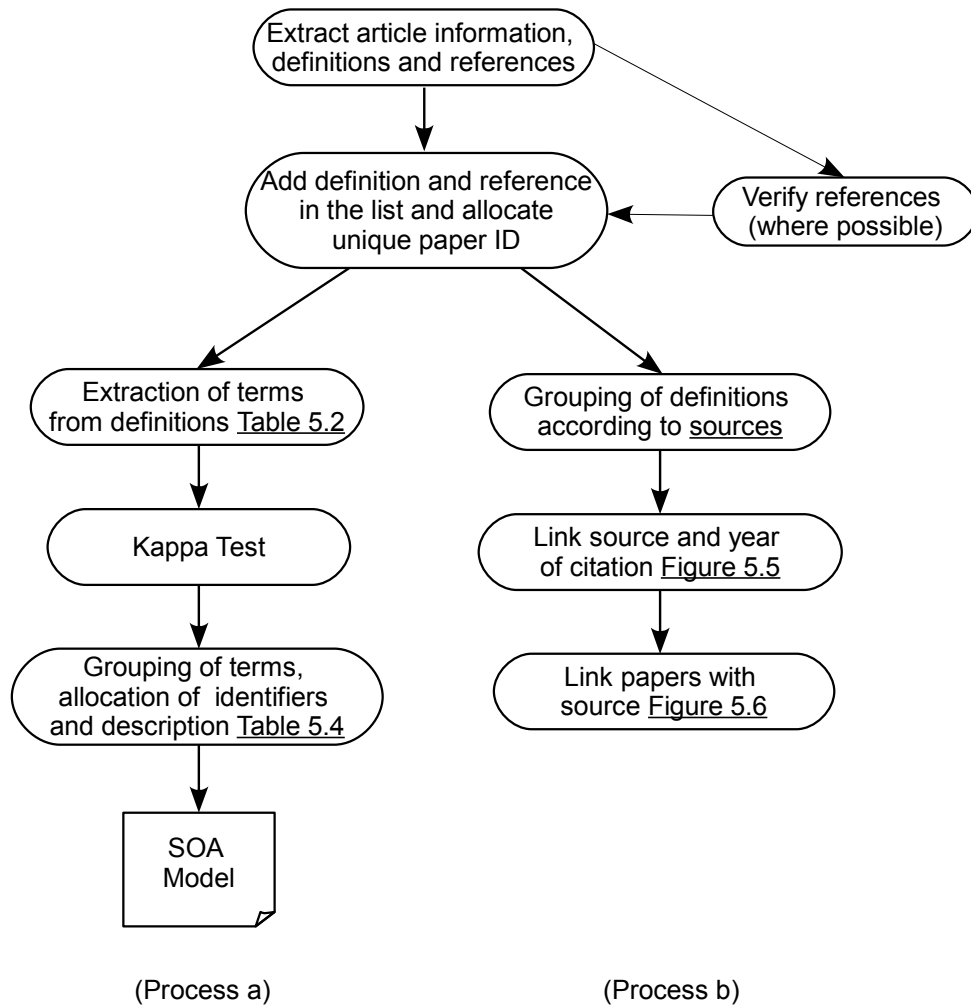 Extract article information,
definitions and references
Add definition and reference
in the list and allocate
unique paper ID
Verify references
(where possible)
Extraction of terms
from definitions Table 5.2
Grouping of definitions
according to sources
Kappa Test
Link source and year
of citation Figure 5.5
Grouping of terms,
allocation of identifiers
and description Table 5.4
Link papers with
source Figure 5.6
SOA
Model
(Process a)
(Process b)